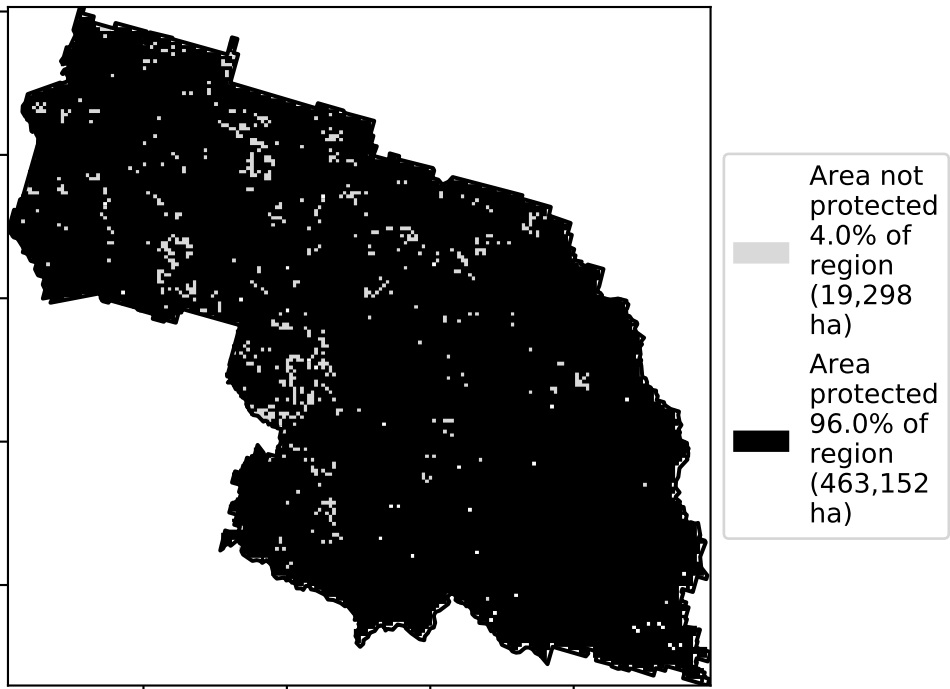 Area not
protected
4.0% of
region
(19,298
ha)
Area
protected
96.0% of
region
(463,152
ha)